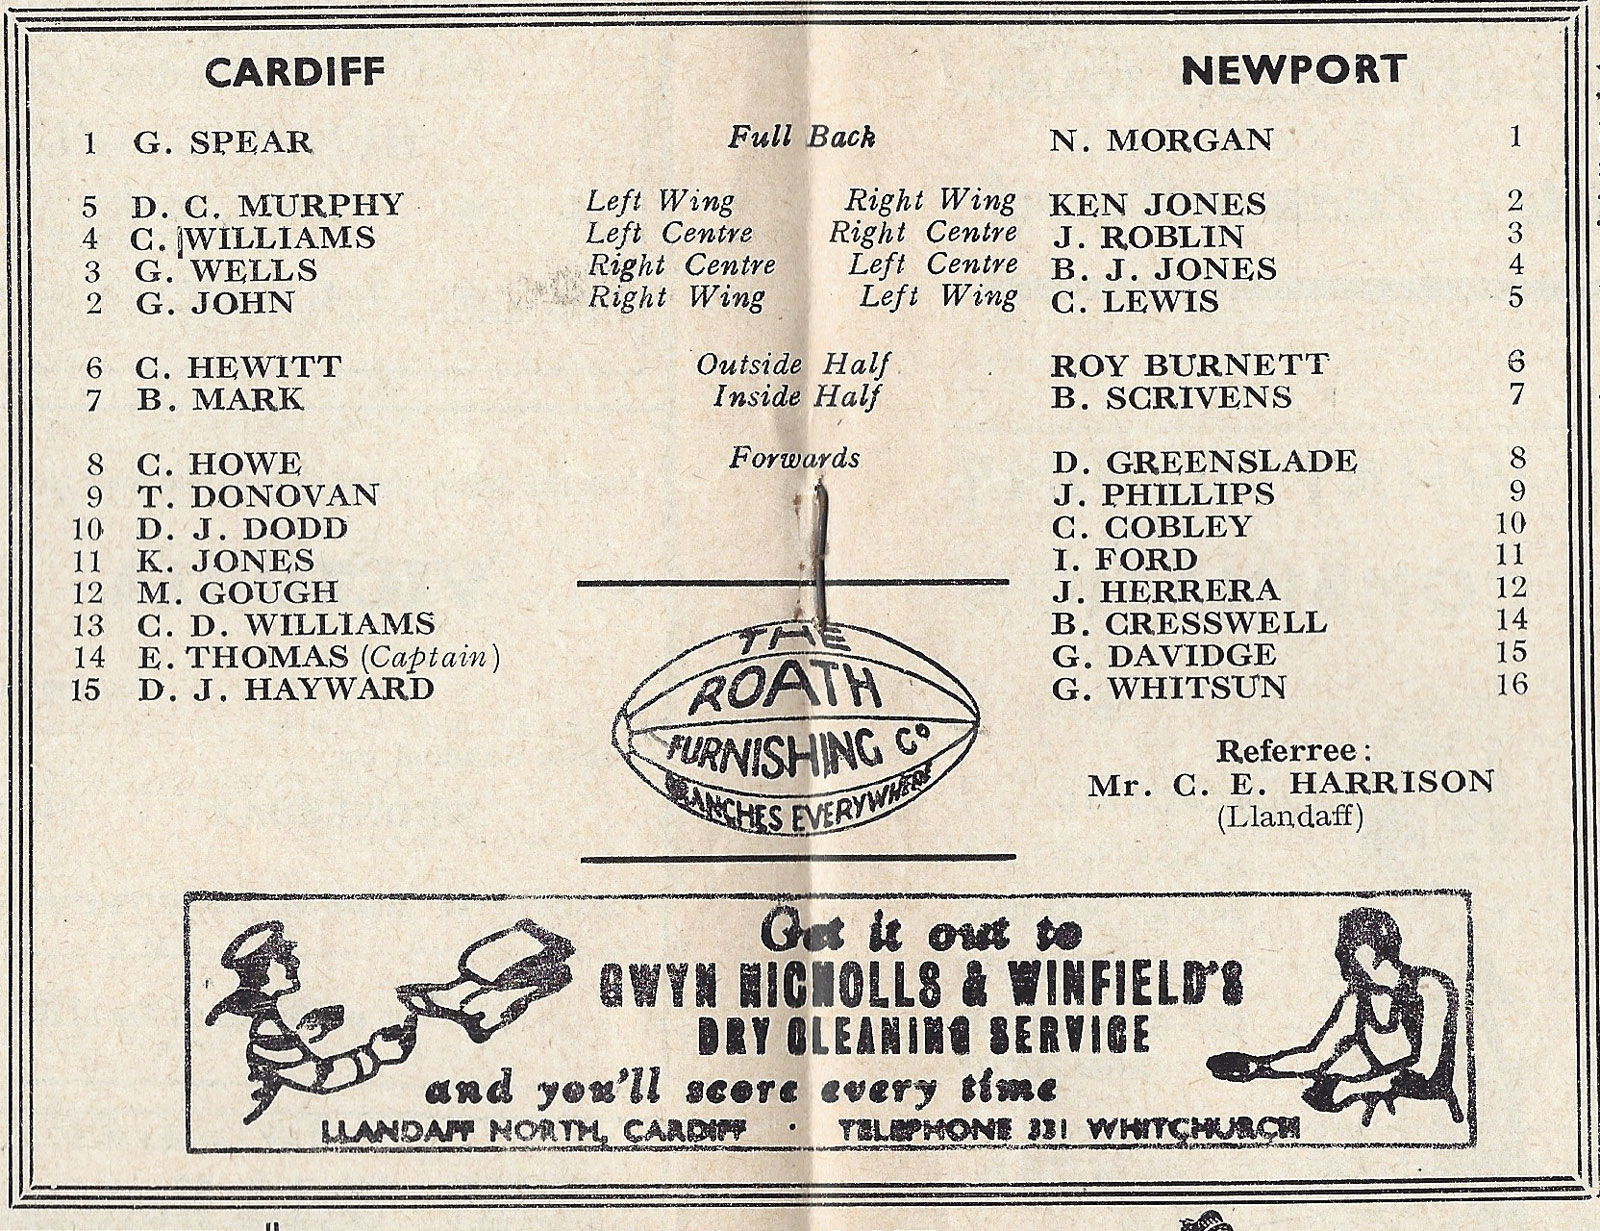 CARDIFF NEWPORT
1 G. SPEAR Full Back N. MORGAN 1
5 D. C. MURPHY Left Wing Right Wing KEN JONES 2
4 C. WILLIAMS Left Centre Right Centre J. ROBLIN 3
3 G. WELLS Right Centre Left Centre B. J. JONES 4
2 G. JOHN Right Wing Left Wing C. LEWIS 5
6 C. HEWITT Outside Half ROY BURNETT 6
7 B. MARK Inside Half B. SCRIVENS 7
8 C. HOWE Forwards D. GREENSLADE 8
9 T. DONOVAN J. PHILLIPS 9
10 D. J. DODD C. COBLEY 10
11 K. JONES I. FORD 11
12 M. GOUGH J. HERRERA 12
13 C. D. WILLIAMS B. CRESSWELL 14
14 E. THOMAS (Captain) G. DAVIDGE 15
15 D. J. HAYWARD G. WHITSUN 16
THE
ROATH
FURNISHING Co
BRANCHES EVERYWHERE
Referree:
Mr. C. E. HARRISON
(Llandaff)
Get it out to
GWYN NICHOLLS & WINFIELD'S
DRY CLEANING SERVICE
and you'll score every time
LLANDAFF NORTH, CARDIFF · TELEPHONE 331 WHITCHURCH